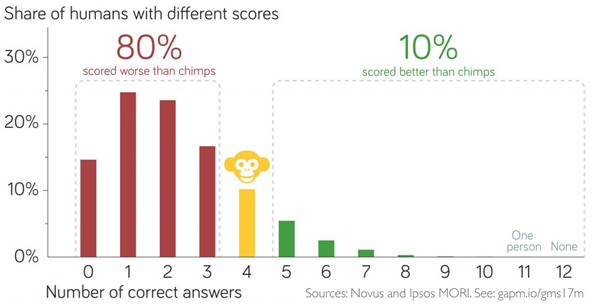 Share of humans with different scores
80%
scored worse than chimps
10%
scored better than chimps
30%
20%
10%
0%
One
person
None
0 1 2 3 4 5 6 7 8 9 10 11 12
Number of correct answers
Sources: Novus and Ipsos MORI. See: gapm.io/gms17m